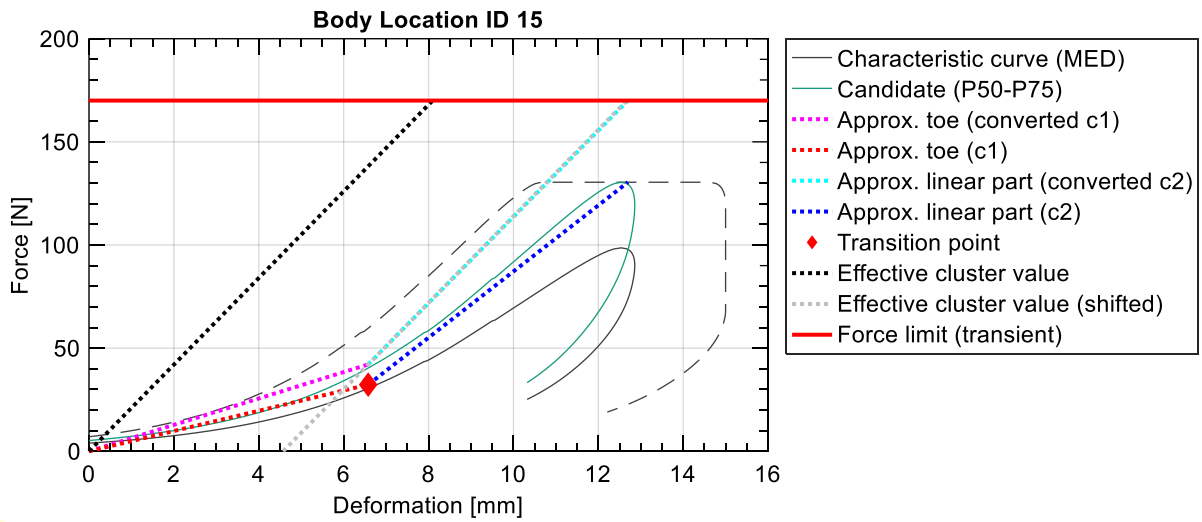 Body Location ID 15
200
150
100
50
0
0 2 4 6 8 10 12 14 16
Force [N]
Deformation [mm]
Characteristic curve (MED)
Candidate (P50-P75)
Approx. toe (converted c1)
Approx. toe (c1)
Approx. linear part (converted c2)
Approx. linear part (c2)
Transition point
Effective cluster value
Effective cluster value (shifted)
Force limit (transient)